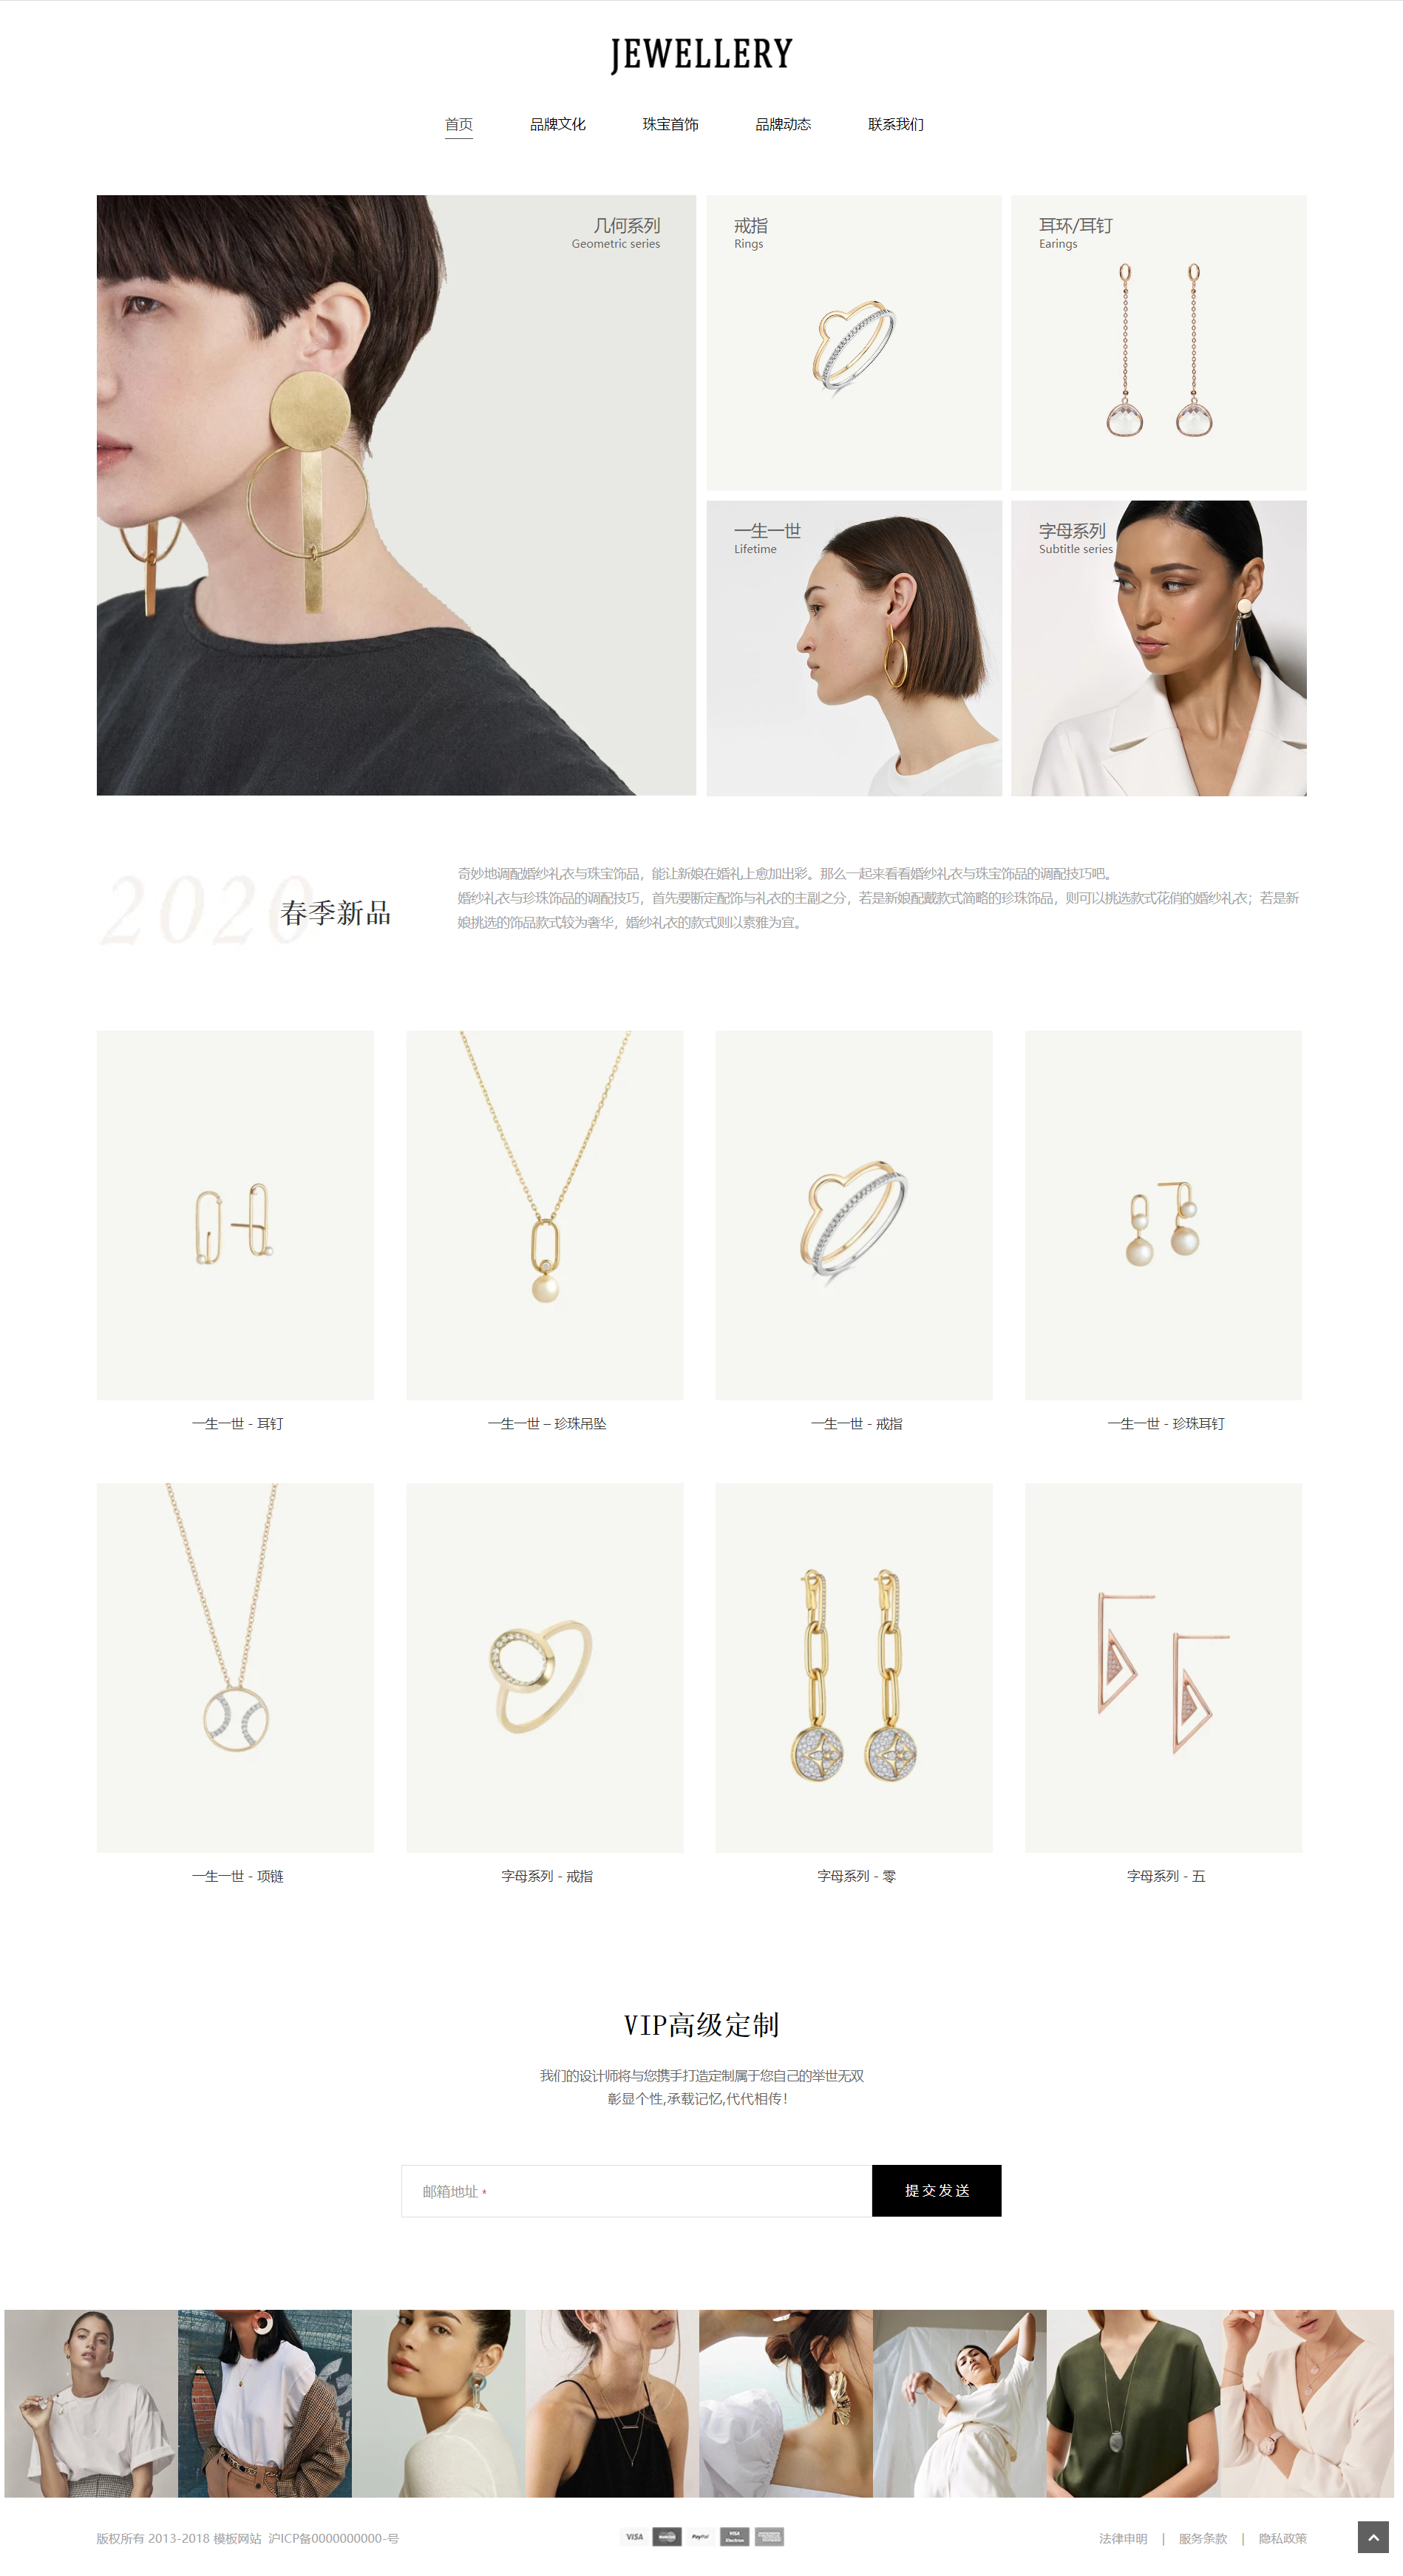 JEWELLERY
首页 品牌文化 珠宝首饰 品牌动态 联系我们
几何系列
Geometric series
戒指
Rings
耳环/耳钉
Earings
一生一世
Lifetime
字母系列
Subtitle series
2020
春季新品
奇妙地调配婚纱礼衣与珠宝饰品，能让新娘在婚礼上愈加出彩。那么一起来看看婚纱礼衣与珠宝饰品的调配技巧吧。
婚纱礼衣与珍珠饰品的调配技巧，首先要断定配饰与礼衣的主副之分，若是新娘配戴款式简略的珍珠饰品，则可以挑选款式花俏的婚纱礼衣；若是新
娘挑选的饰品款式较为奢华，婚纱礼衣的款式则以素雅为宜。
一生一世 - 耳钉
一生一世 – 珍珠吊坠
一生一世 - 戒指
一生一世 - 珍珠耳钉
一生一世 - 项链
字母系列 - 戒指
字母系列 - 零
字母系列 - 五
VIP高级定制
我们的设计师将与您携手打造定制属于您自己的举世无双
彰显个性,承载记忆,代代相传！
邮箱地址 *
提交发送
版权所有 2013-2018 模板网站 沪ICP备0000000000-号
VISA PayPal VISA Electron
法律申明 | 服务条款 | 隐私政策